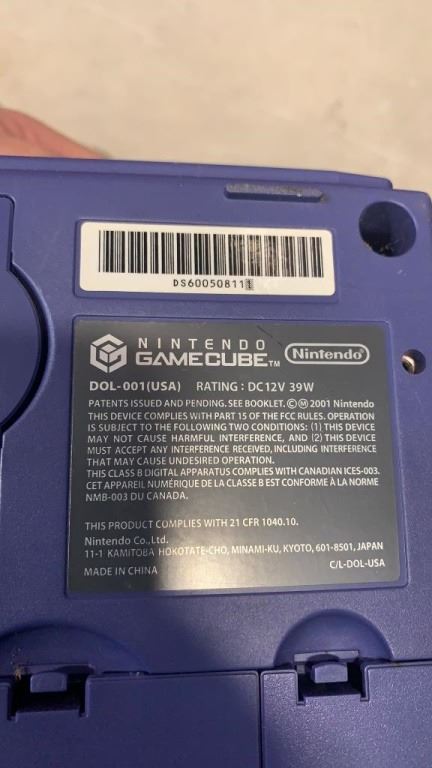 DS60050811
NINTENDO
GAMECUBE™
Nintendo®
DOL-001(USA) RATING : DC12V 39W
PATENTS ISSUED AND PENDING. SEE BOOKLET. ©Ⓜ 2001 Nintendo
THIS DEVICE COMPLIES WITH PART 15 OF THE FCC RULES. OPERATION
IS SUBJECT TO THE FOLLOWING TWO CONDITIONS: (1) THIS DEVICE
MAY NOT CAUSE HARMFUL INTERFERENCE, AND (2) THIS DEVICE
MUST ACCEPT ANY INTERFERENCE RECEIVED, INCLUDING INTERFERENCE
THAT MAY CAUSE UNDESIRED OPERATION.
THIS CLASS B DIGITAL APPARATUS COMPLIES WITH CANADIAN ICES-003.
CET APPAREIL NUMÉRIQUE DE LA CLASSE B EST CONFORME À LA NORME
NMB-003 DU CANADA.
THIS PRODUCT COMPLIES WITH 21 CFR 1040.10.
Nintendo Co., Ltd.
11-1 KAMITOBA HOKOTATE-CHO, MINAMI-KU, KYOTO, 601-8501, JAPAN
MADE IN CHINA C/L-DOL-USA